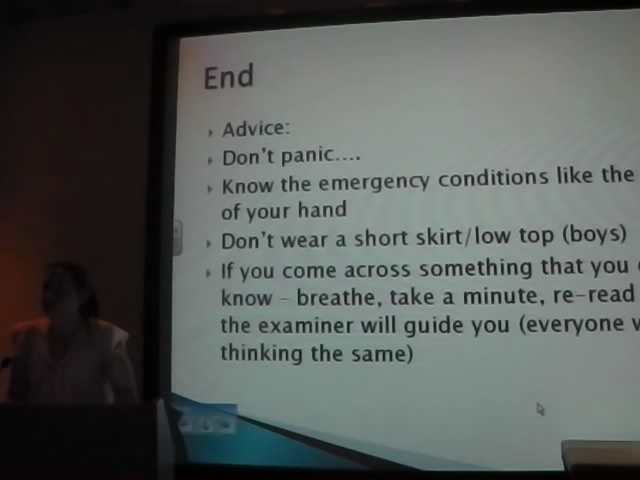 End
Advice:
Don't panic....
Know the emergency conditions like the
of your hand
Don't wear a short skirt/low top (boys)
If you come across something that you
know – breathe, take a minute, re-read
the examiner will guide you (everyone
thinking the same)